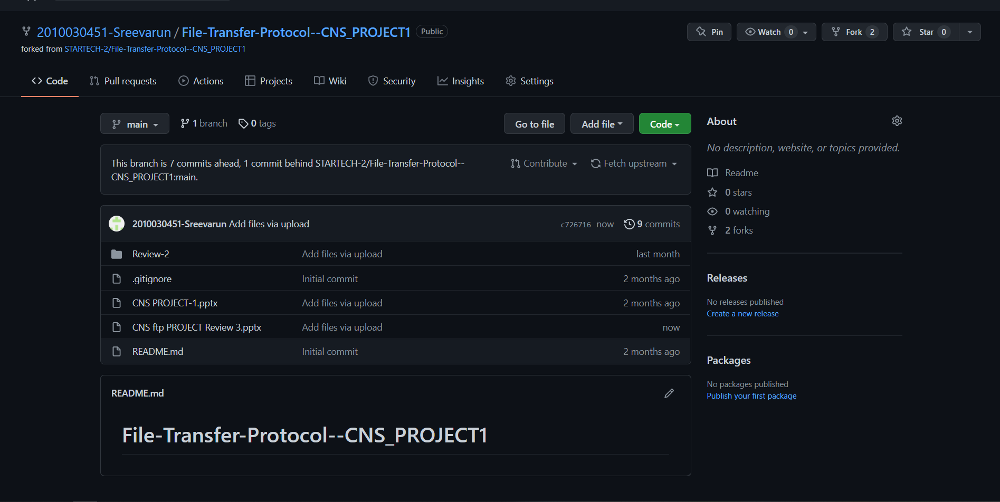 2010030451-Sreevarun / File-Transfer-Protocol--CNS_PROJECT1 Public
Pin Watch 0 Fork 2 Star 0
forked from STARTECH-2/File-Transfer-Protocol--CNS_PROJECT1
Code Pull requests Actions Projects Wiki Security Insights Settings
main 1 branch 0 tags Go to file Add file Code
This branch is 7 commits ahead, 1 commit behind STARTECH-2/File-Transfer-Protocol--
CNS_PROJECT1:main.
Contribute Fetch upstream
2010030451-Sreevarun Add files via upload c726716 now 9 commits
Review-2 Add files via upload last month
.gitignore Initial commit 2 months ago
CNS PROJECT-1.pptx Add files via upload 2 months ago
CNS ftp PROJECT Review 3.pptx Add files via upload now
README.md Initial commit 2 months ago
README.md
File-Transfer-Protocol--CNS_PROJECT1
About
No description, website, or topics provided.
Readme
0 stars
0 watching
2 forks
Releases
No releases published
Create a new release
Packages
No packages published
Publish your first package